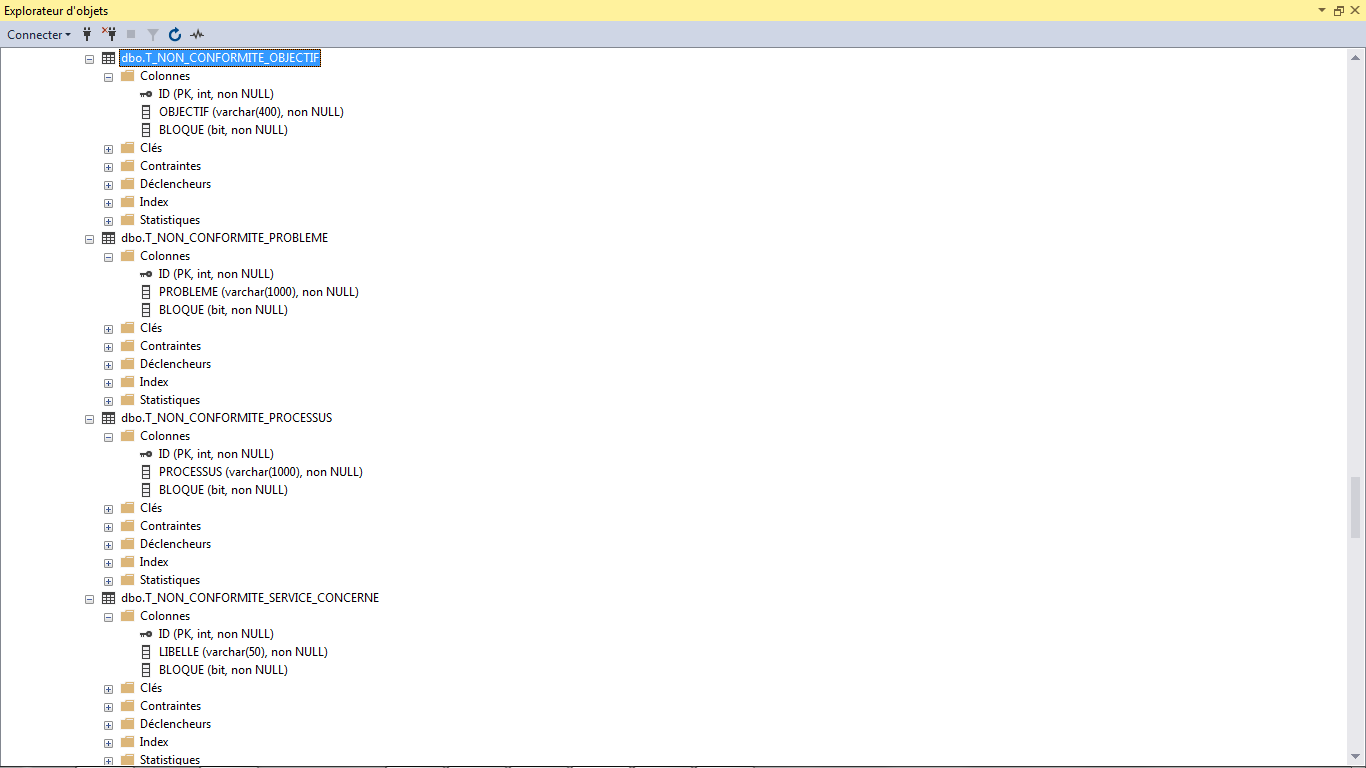 Explorateur d'objets
Connecter
dbo.T_NON_CONFORMITE_OBJECTIF
Colonnes
ID (PK, int, non NULL)
OBJECTIF (varchar(400), non NULL)
BLOQUE (bit, non NULL)
Clés
Contraintes
Déclencheurs
Index
Statistiques
dbo.T_NON_CONFORMITE_PROBLEME
Colonnes
ID (PK, int, non NULL)
PROBLEME (varchar(1000), non NULL)
BLOQUE (bit, non NULL)
Clés
Contraintes
Déclencheurs
Index
Statistiques
dbo.T_NON_CONFORMITE_PROCESSUS
Colonnes
ID (PK, int, non NULL)
PROCESSUS (varchar(1000), non NULL)
BLOQUE (bit, non NULL)
Clés
Contraintes
Déclencheurs
Index
Statistiques
dbo.T_NON_CONFORMITE_SERVICE_CONCERNE
Colonnes
ID (PK, int, non NULL)
LIBELLE (varchar(50), non NULL)
BLOQUE (bit, non NULL)
Clés
Contraintes
Déclencheurs
Index
Statistiques